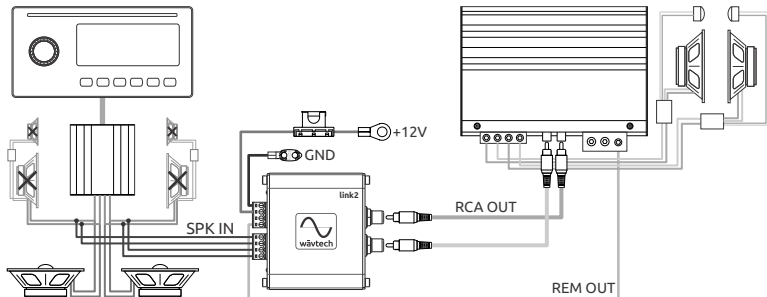 +12V
GND
link2
wāvtech
SPK IN
RCA OUT
REM OUT